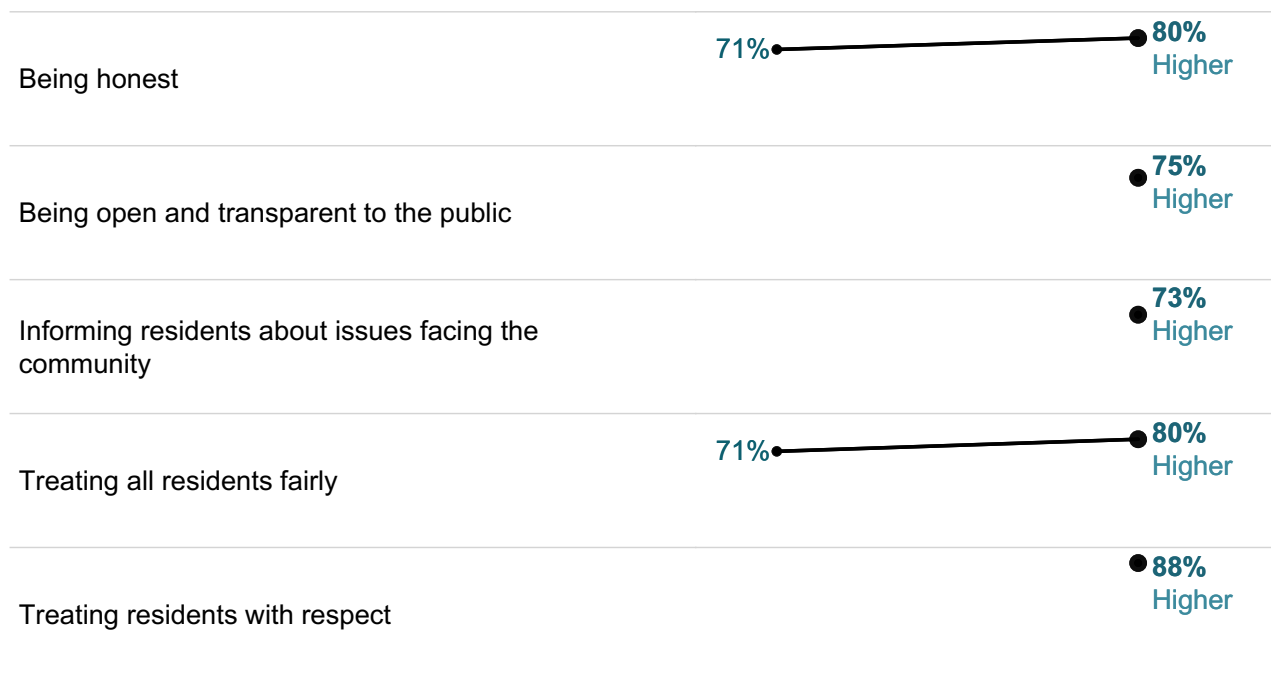 71%
80%
Higher
Being honest
75%
Higher
Being open and transparent to the public
73%
Higher
Informing residents about issues facing the
community
71%
80%
Higher
Treating all residents fairly
88%
Higher
Treating residents with respect